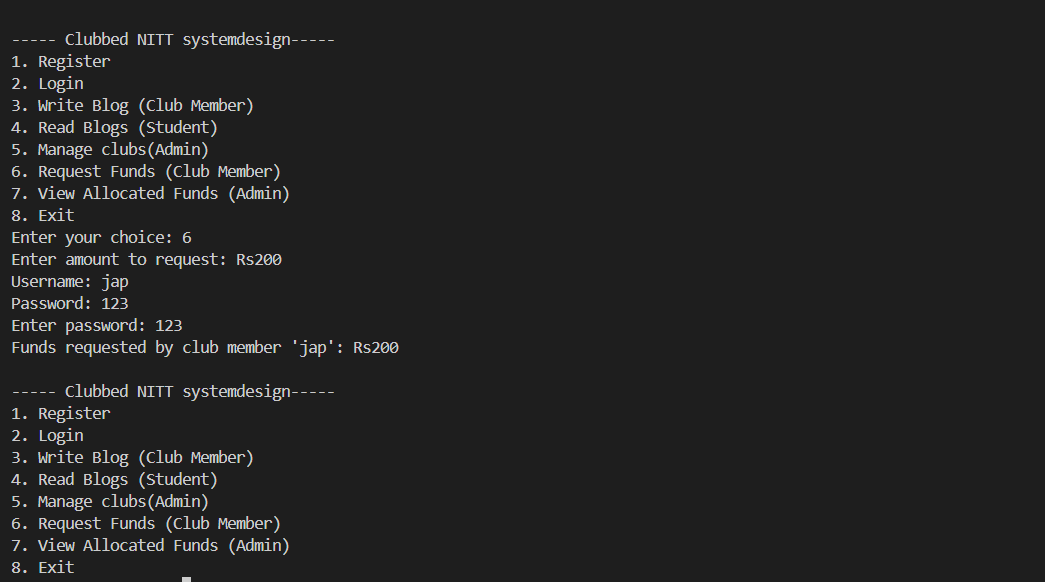 ----- Clubbed NITT systemdesign-----
1. Register
2. Login
3. Write Blog (Club Member)
4. Read Blogs (Student)
5. Manage clubs(Admin)
6. Request Funds (Club Member)
7. View Allocated Funds (Admin)
8. Exit
Enter your choice: 6
Enter amount to request: Rs200
Username: jap
Password: 123
Enter password: 123
Funds requested by club member 'jap': Rs200
----- Clubbed NITT systemdesign-----
1. Register
2. Login
3. Write Blog (Club Member)
4. Read Blogs (Student)
5. Manage clubs(Admin)
6. Request Funds (Club Member)
7. View Allocated Funds (Admin)
8. Exit